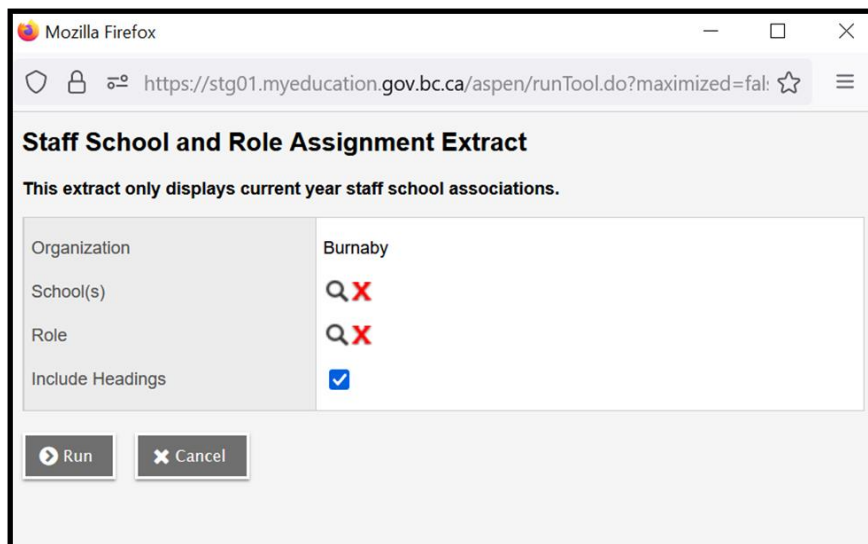 Mozilla Firefox
https://stg01.myeducation.gov.bc.ca/aspen/runTool.do?maximized=fal
Staff School and Role Assignment Extract
This extract only displays current year staff school associations.
Organization Burnaby
School(s)
Role
Include Headings
Run Cancel